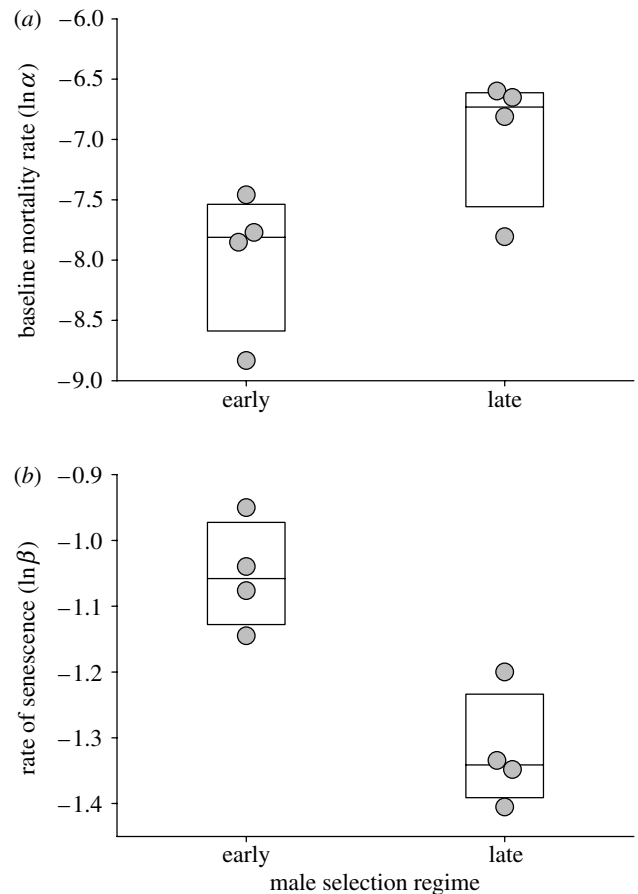 (a)
−6.0
−6.5
−7.0
−7.5
−8.0
−8.5
−9.0
baseline mortality rate (ln α)
early late
(b)
−0.9
−1.0
−1.1
−1.2
−1.3
−1.4
rate of senescence (ln β)
early late
male selection regime